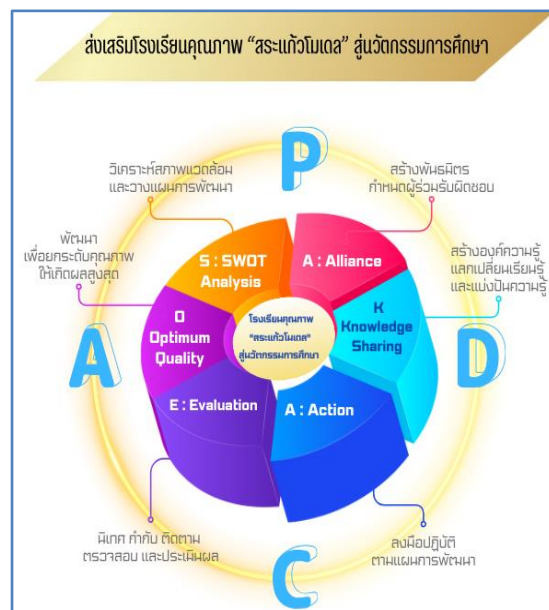 ส่งเสริมโรงเรียนคุณภาพ “สระแก้วโมเดล” สู่นวัตกรรมการศึกษา
P
วิเคราะห์สภาพแวดล้อม
และวางแผนการพัฒนา
สร้างพันธมิตร
กำหนดผู้ร่วมรับผิดชอบ
S : SWOT
Analysis
A : Alliance
พัฒนา
เพื่อยกระดับคุณภาพ
ให้เกิดผลสูงสุด
สร้างองค์ความรู้
แลกเปลี่ยนเรียนรู้
และแบ่งปันความรู้
O
Optimum
Quality
โรงเรียนคุณภาพ
“สระแก้วโมเดล”
สู่นวัตกรรมการศึกษา
K
Knowledge
Sharing
A
D
E : Evaluation
A : Action
นิเทศ กำกับ ติดตาม
ตรวจสอบ และประเมินผล
ลงมือปฏิบัติ
ตามแผนการพัฒนา
C